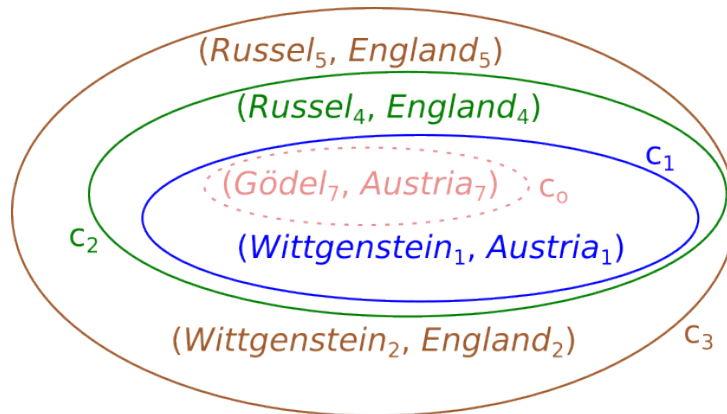 (Russel₅, England₅)
(Russel₄, England₄)
c₁
(Gödel₇, Austria₇)
cₒ
c₂
(Wittgenstein₁, Austria₁)
(Wittgenstein₂, England₂)
c₃